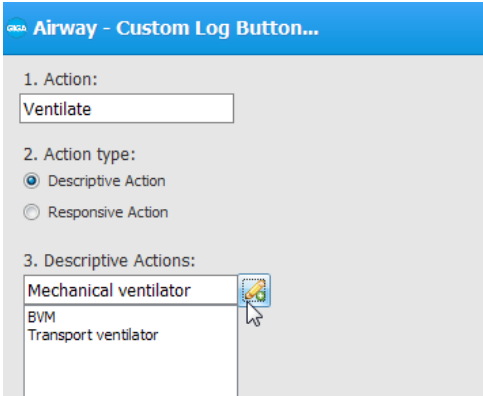 GIGA Airway - Custom Log Button...
1. Action:
Ventilate
2. Action type:
Descriptive Action
Responsive Action
3. Descriptive Actions:
Mechanical ventilator
BVM
Transport ventilator